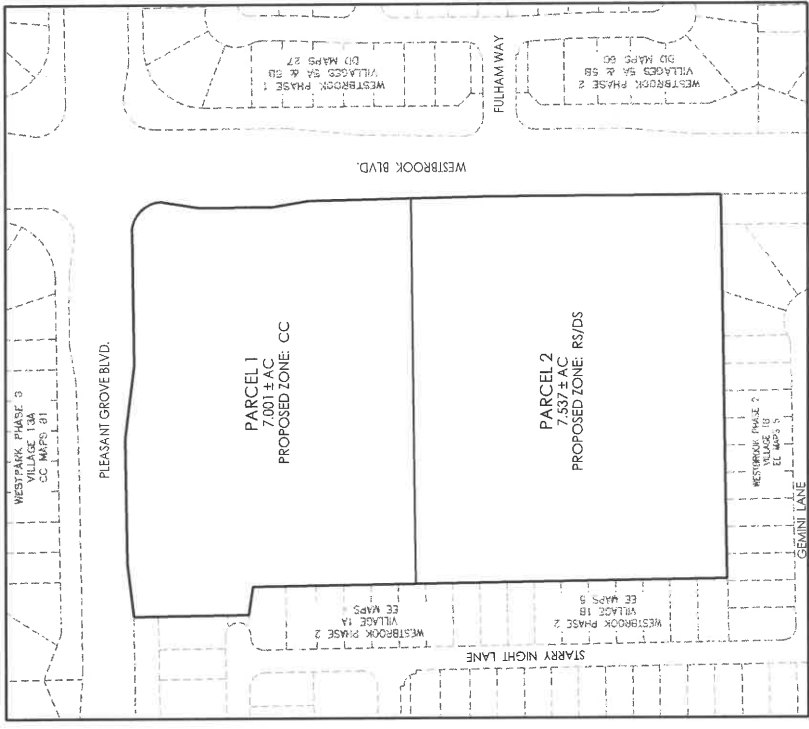 WESTPARK PHASE 3
VILLAGE 13A
CC MAPS 81
PLEASANT GROVE BLVD.
WESTBROOK PHASE 1
VILLAGES 5A & 5B
DD MAPS 27
FULHAM WAY
WESTBROOK PHASE 2
VILLAGES 5A & 5B
DD MAPS 60
WESTBROOK BLVD.
PARCEL 1
7.001 ± AC
PROPOSED ZONE: CC
PARCEL 2
7.537 ± AC
PROPOSED ZONE: RS/DS
WESTBROOK PHASE 2
VILLAGE 1A
EE MAPS
WESTBROOK PHASE 2
VILLAGE 1B
EE MAPS 5
STARRY NIGHT LANE
WESTBROOK PHASE 2
VILLAGE 1B
EE MAPS 5
GEMINI LANE